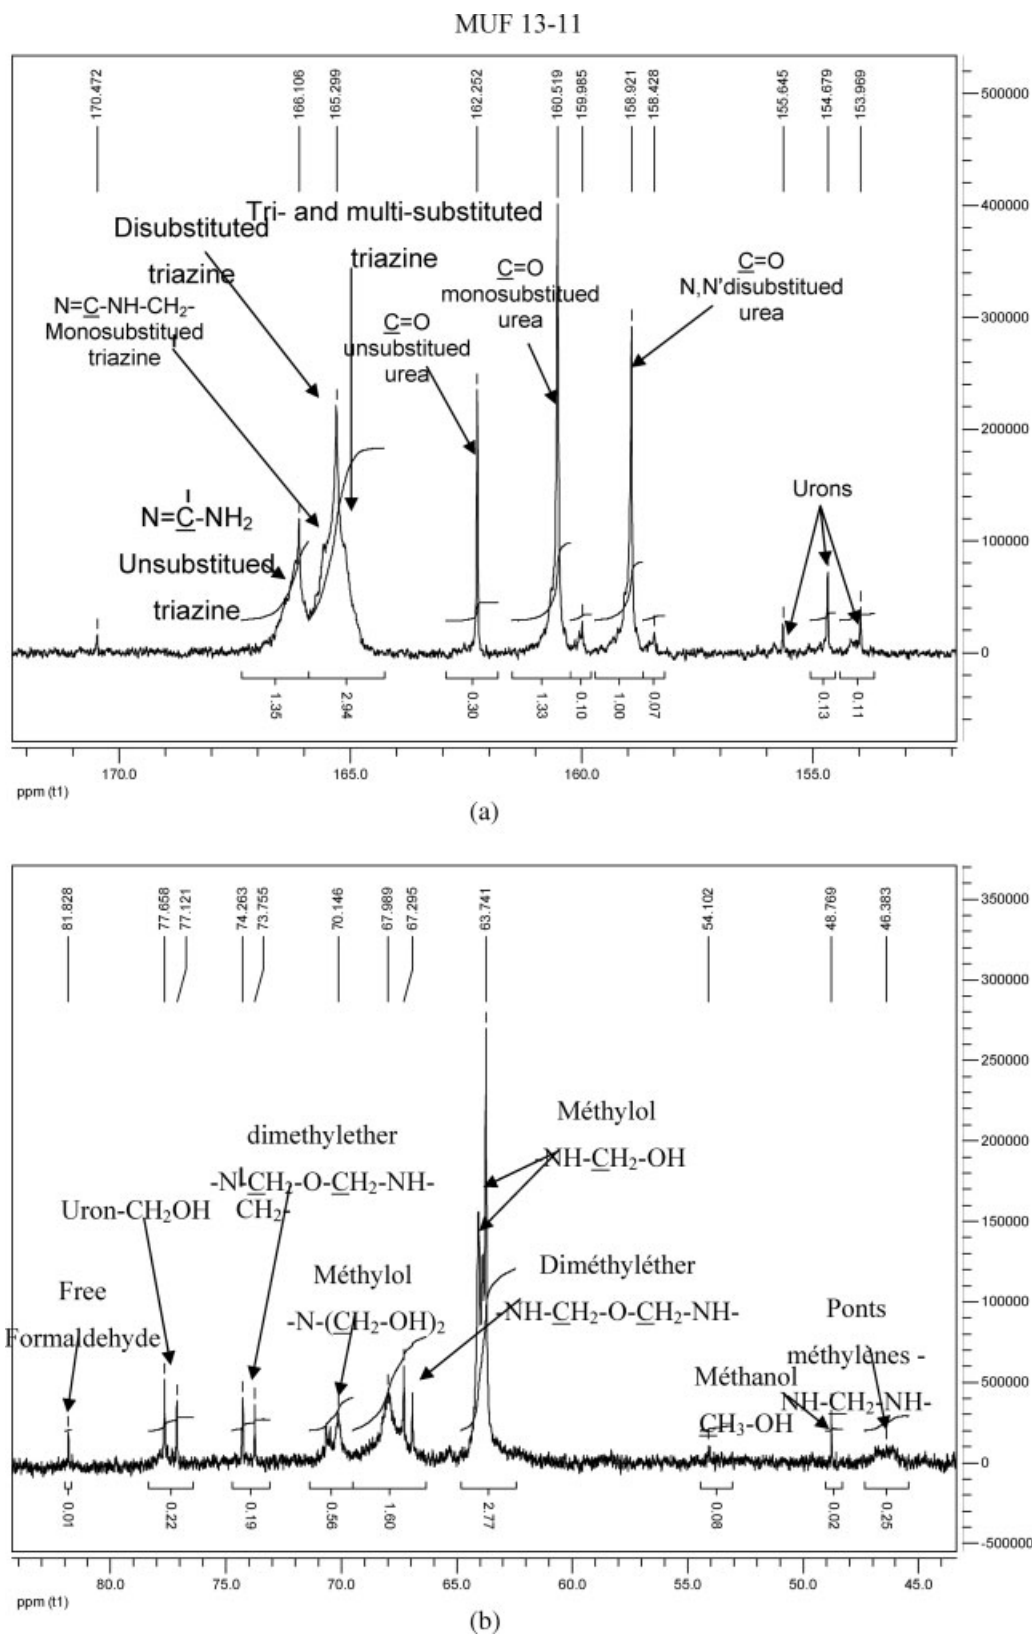 MUF 13-11
170.472
166.106
165.299
162.252
160.519
159.985
158.921
158.428
155.645
154.679
153.969
500000
400000
300000
200000
100000
0
Disubstituted
triazine
Tri- and multi-substituted
triazine
N=C-NH-CH2-
Monosubstitued
triazine
C=O
unsubstitued
urea
C=O
monosubstitued
urea
C=O
N,N'disubstitued
urea
N=C-NH2
Unsubstitued
triazine
Urons
1.35
2.94
0.30
1.33
0.10
1.00
0.07
0.13
0.11
170.0
165.0
160.0
155.0
ppm (t1)
(a)
81.828
77.658
77.121
74.263
73.755
70.146
67.989
67.295
63.741
54.102
48.769
46.383
350000
300000
250000
200000
150000
100000
500000
0
-500000
Méthylol
-NH-CH2-OH
dimethylether
-N-CH2-O-CH2-NH-
CH2-
Uron-CH2OH
Free
Formaldehyde
Méthylol
-N-(CH2-OH)2
Diméthyléther
-NH-CH2-O-CH2-NH-
Ponts
méthylènes -
NH-CH2-NH-
Méthanol
CH3-OH
0.01
0.22
0.19
0.56
1.60
2.77
0.08
0.02
0.25
80.0
75.0
70.0
65.0
60.0
55.0
50.0
45.0
ppm (t1)
(b)